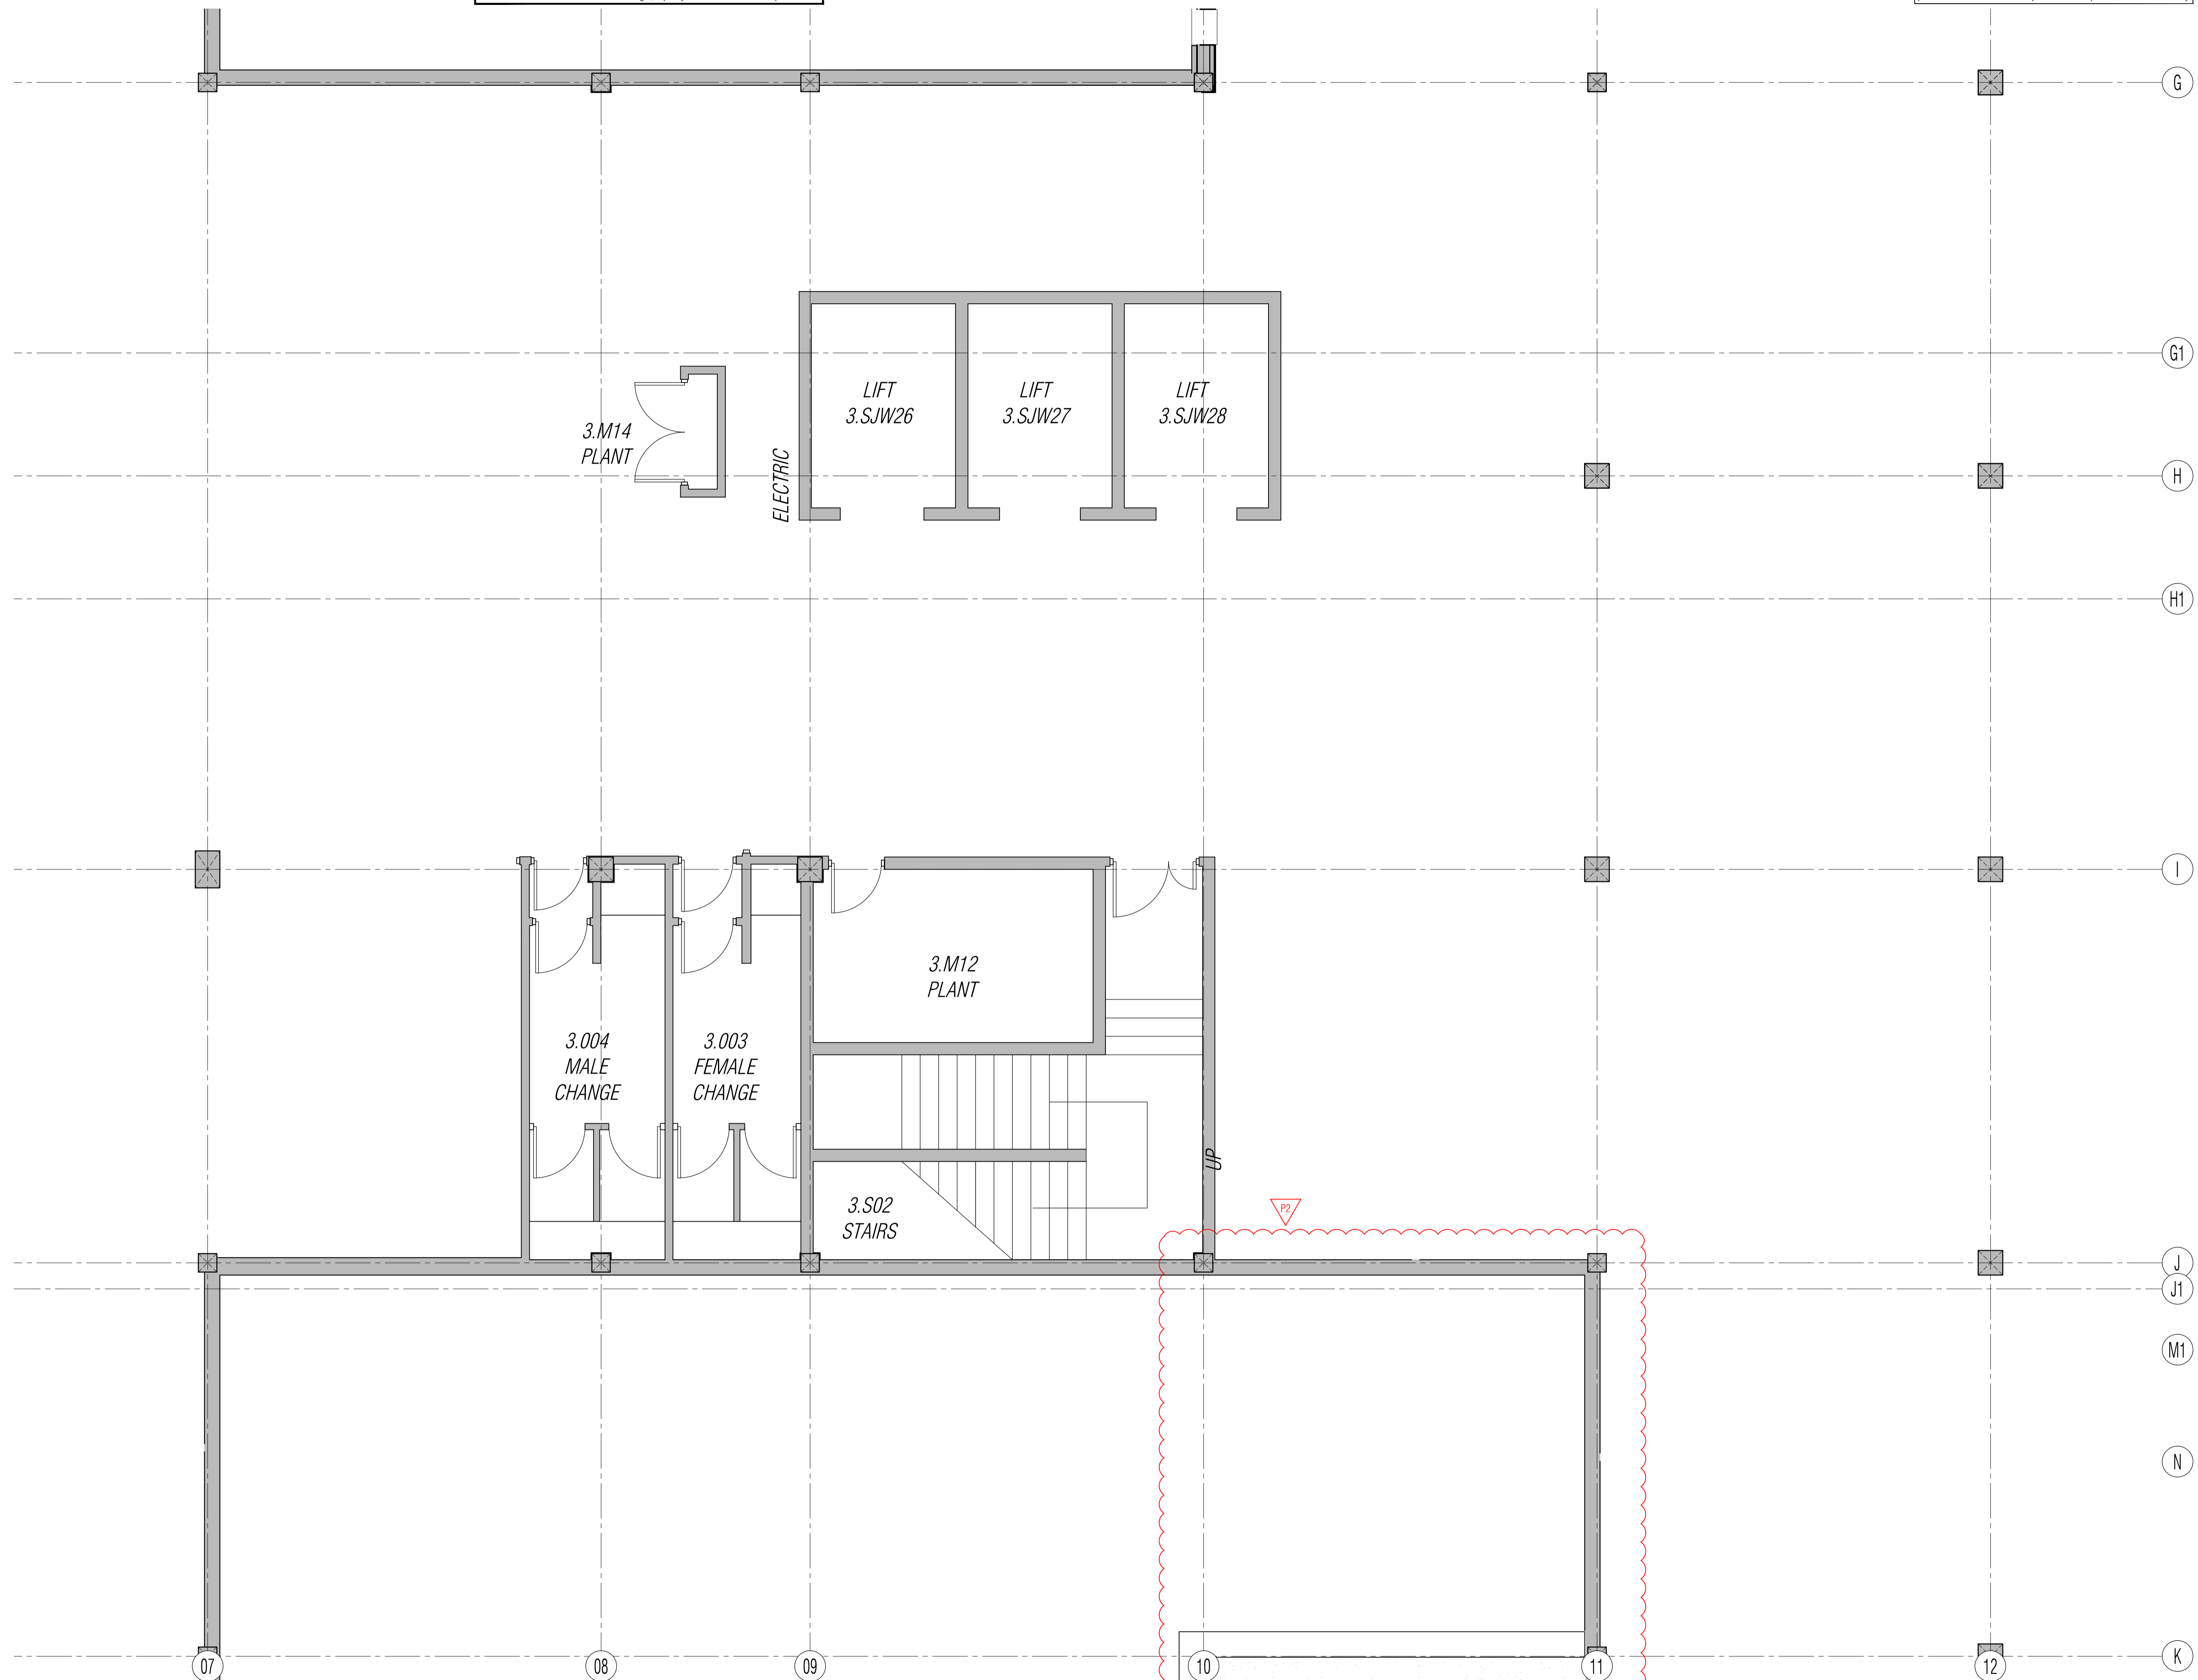 G
G1
LIFT
3.SJW26
LIFT
3.SJW27
LIFT
3.SJW28
3.M14
PLANT
ELECTRIC
H
H1
I
3.M12
PLANT
3.004
MALE
CHANGE
3.003
FEMALE
CHANGE
UP
3.S02
STAIRS
P2
J
J1
M1
N
K
07
08
09
10
11
12